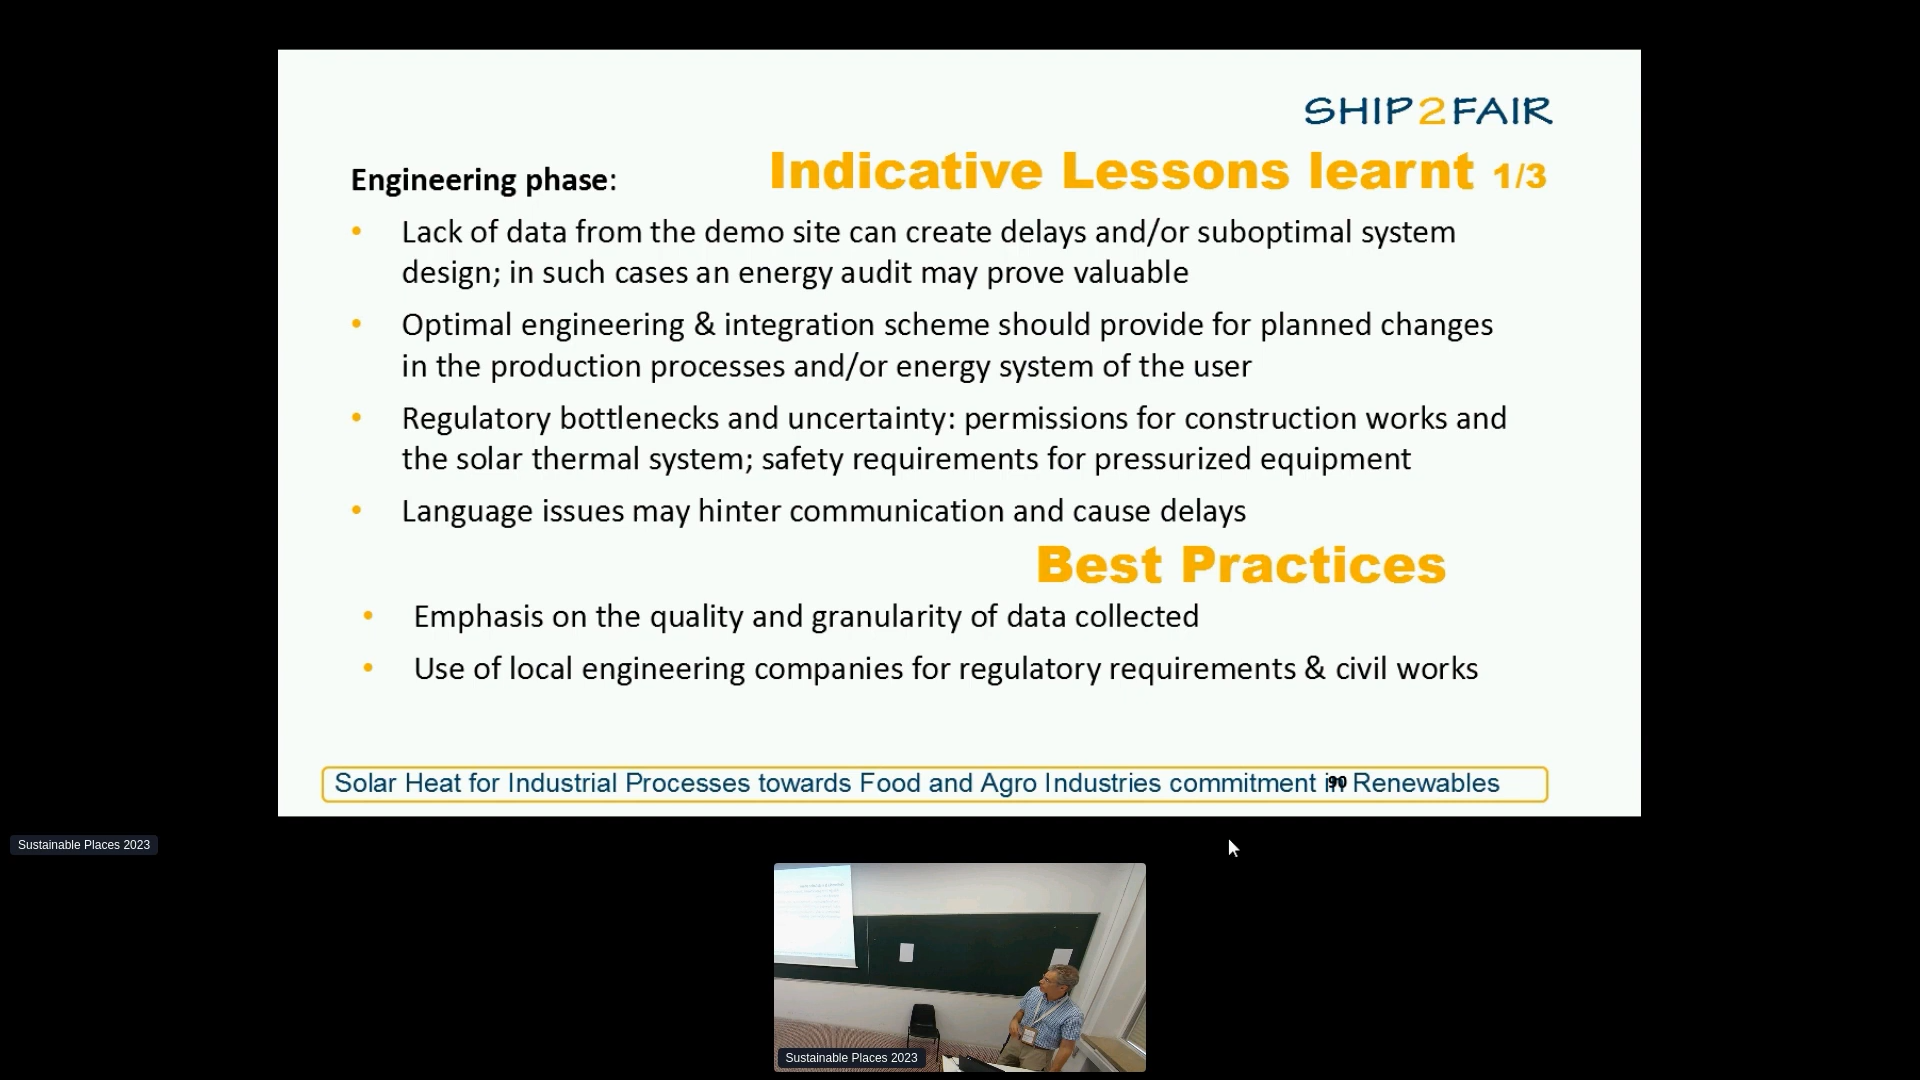 SHIP2FAIR
Indicative Lessons learnt 1/3
Engineering phase:
• Lack of data from the demo site can create delays and/or suboptimal system
design; in such cases an energy audit may prove valuable
• Optimal engineering & integration scheme should provide for planned changes
in the production processes and/or energy system of the user
• Regulatory bottlenecks and uncertainty: permissions for construction works and
the solar thermal system; safety requirements for pressurized equipment
• Language issues may hinter communication and cause delays
Best Practices
• Emphasis on the quality and granularity of data collected
• Use of local engineering companies for regulatory requirements & civil works
Solar Heat for Industrial Processes towards Food and Agro Industries commitment in Renewables
90
Sustainable Places 2023
Sustainable Places 2023